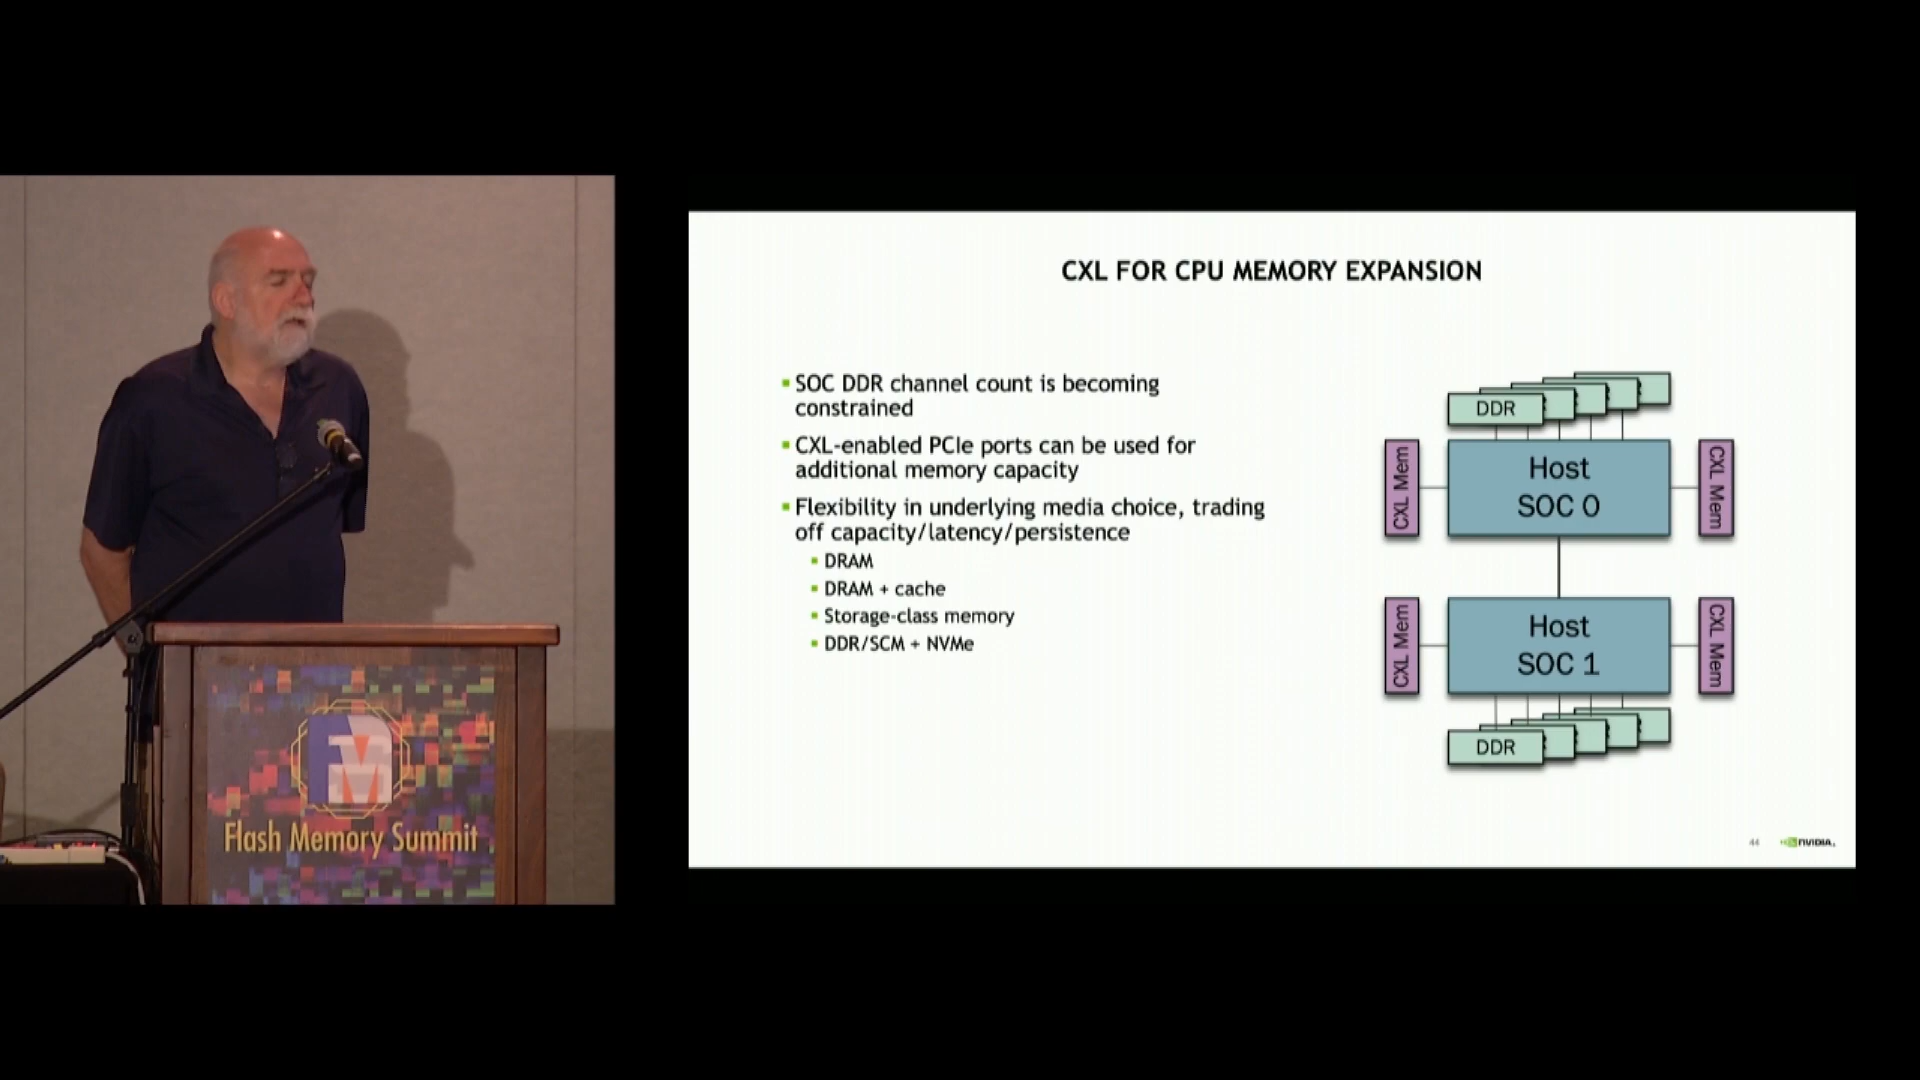 CXL FOR CPU MEMORY EXPANSION
▪ SOC DDR channel count is becoming
constrained
▪ CXL-enabled PCIe ports can be used for
additional memory capacity
▪ Flexibility in underlying media choice, trading
off capacity/latency/persistence
▪ DRAM
▪ DRAM + cache
▪ Storage-class memory
▪ DDR/SCM + NVMe
DDR
CXL Mem
Host
SOC 0
CXL Mem
CXL Mem
Host
SOC 1
CXL Mem
DDR
44
NVIDIA.
FM
Flash Memory Summit